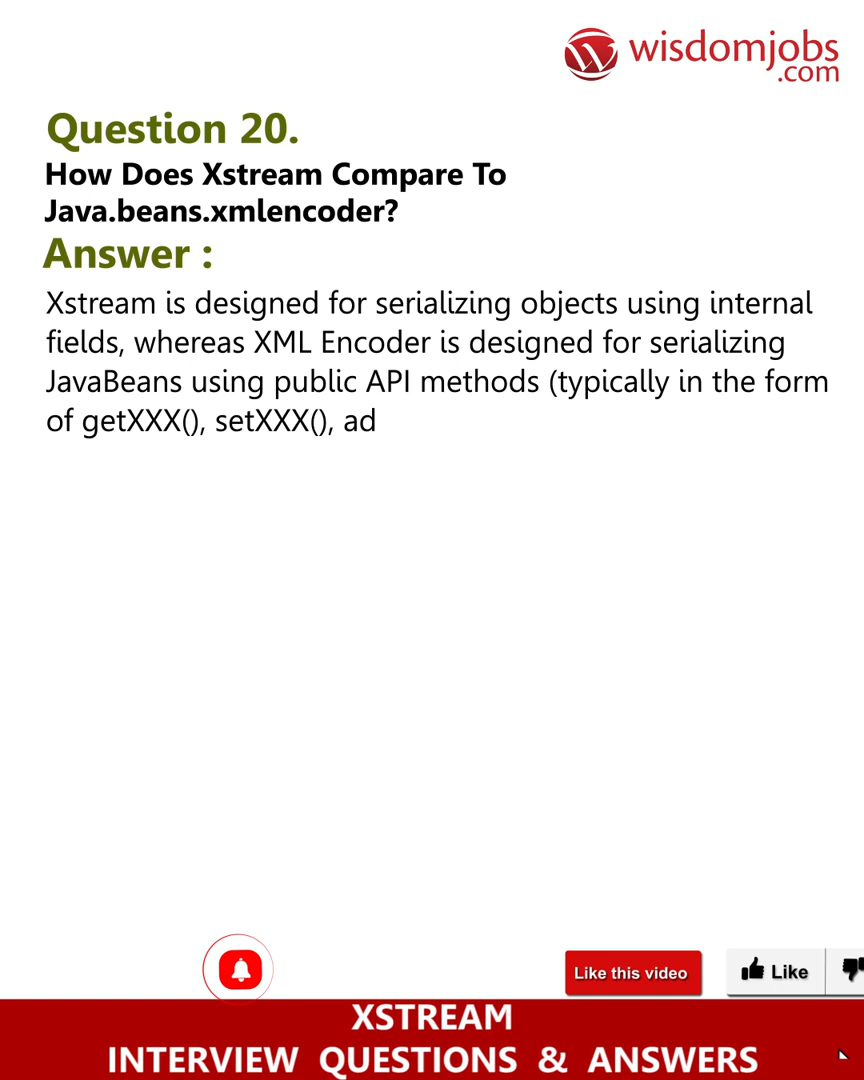 wisdomjobs
.com
Question 20.
How Does Xstream Compare To
Java.beans.xmlencoder?
Answer :
Xstream is designed for serializing objects using internal
fields, whereas XML Encoder is designed for serializing
JavaBeans using public API methods (typically in the form
of getXXX(), setXXX(), ad
Like this video
Like
XSTREAM
INTERVIEW QUESTIONS & ANSWERS